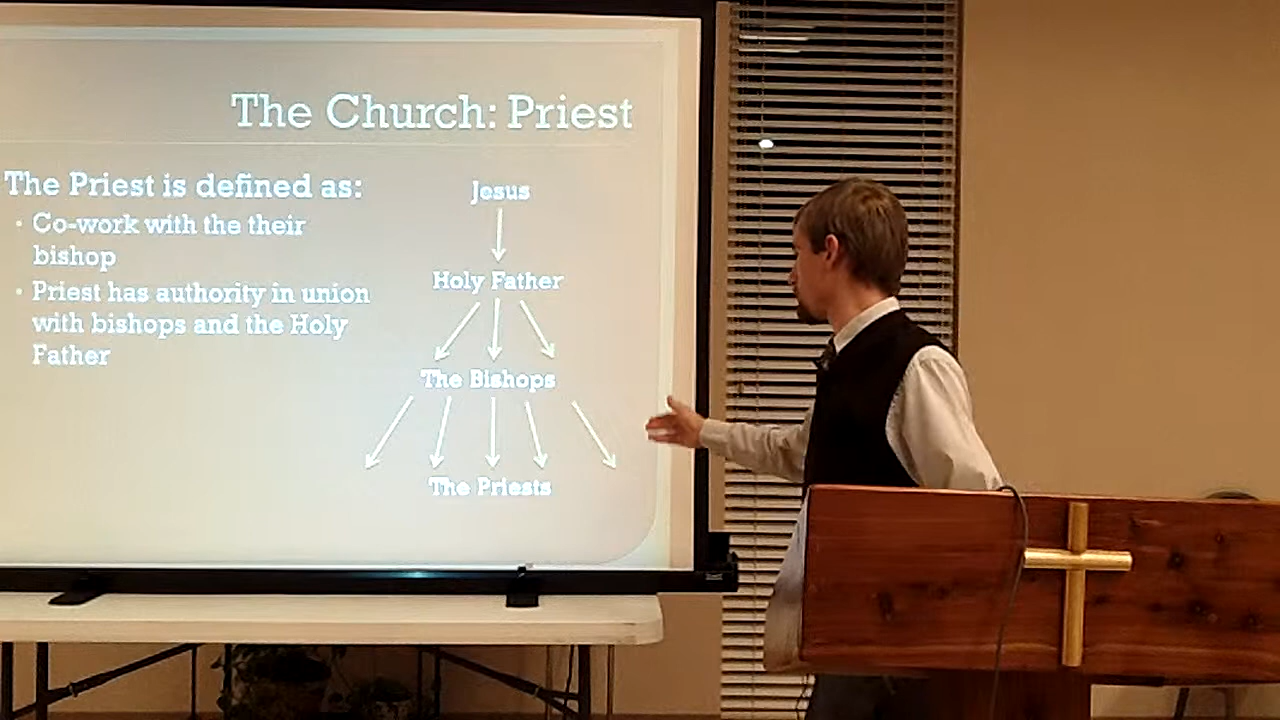 The Church: Priest
The Priest is defined as:
• Co-work with the their
bishop
• Priest has authority in union
with bishops and the Holy
Father
Jesus
Holy Father
The Bishops
The Priests